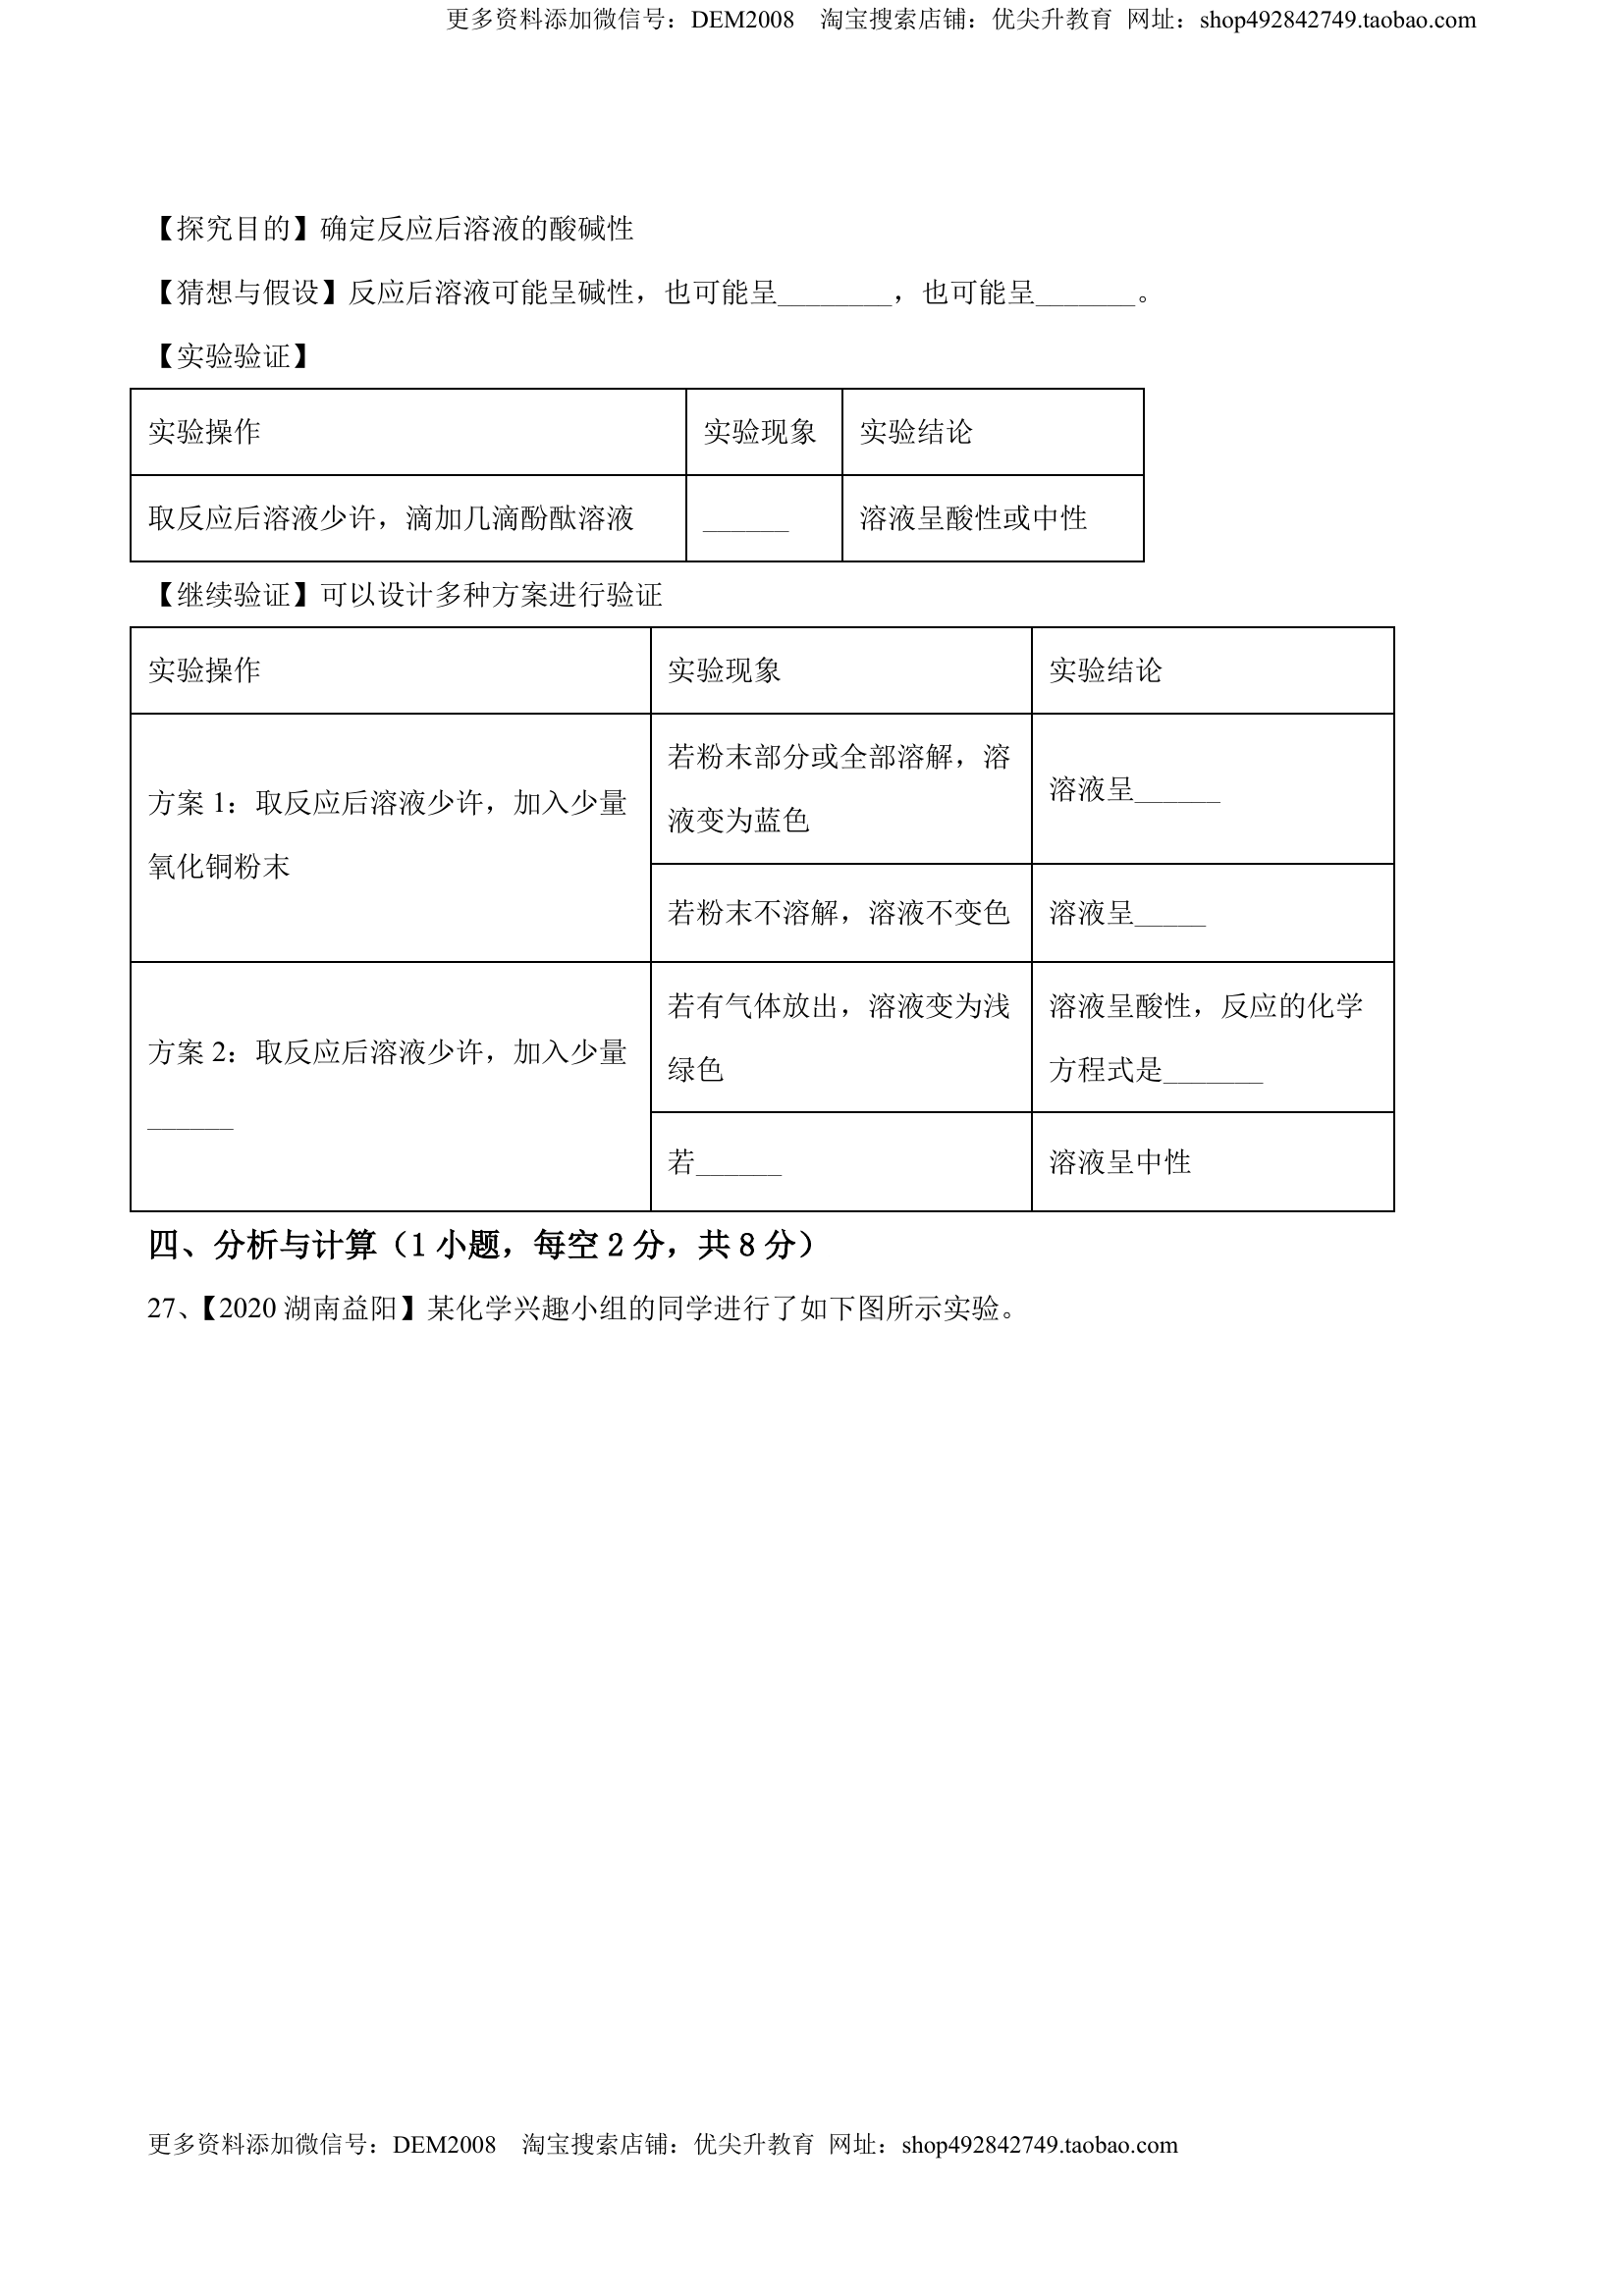 更多资料添加微信号：DEM2008 淘宝搜索店铺：优尖升教育 网址：shop492842749.taobao.com
【探究目的】确定反应后溶液的酸碱性
【猜想与假设】反应后溶液可能呈碱性，也可能呈________，也可能呈_______。
【实验验证】
实验操作 实验现象 实验结论
取反应后溶液少许，滴加几滴酚酞溶液 ______ 溶液呈酸性或中性
【继续验证】可以设计多种方案进行验证
实验操作 实验现象 实验结论
方案 1：取反应后溶液少许，加入少量
氧化铜粉末
若粉末部分或全部溶解，溶
液变为蓝色
溶液呈______
若粉末不溶解，溶液不变色 溶液呈_____
方案 2：取反应后溶液少许，加入少量
______
若有气体放出，溶液变为浅
绿色
溶液呈酸性，反应的化学
方程式是_______
若______ 溶液呈中性
四、分析与计算（1 小题，每空 2 分，共 8 分）
27、【2020 湖南益阳】某化学兴趣小组的同学进行了如下图所示实验。
更多资料添加微信号：DEM2008 淘宝搜索店铺：优尖升教育 网址：shop492842749.taobao.com